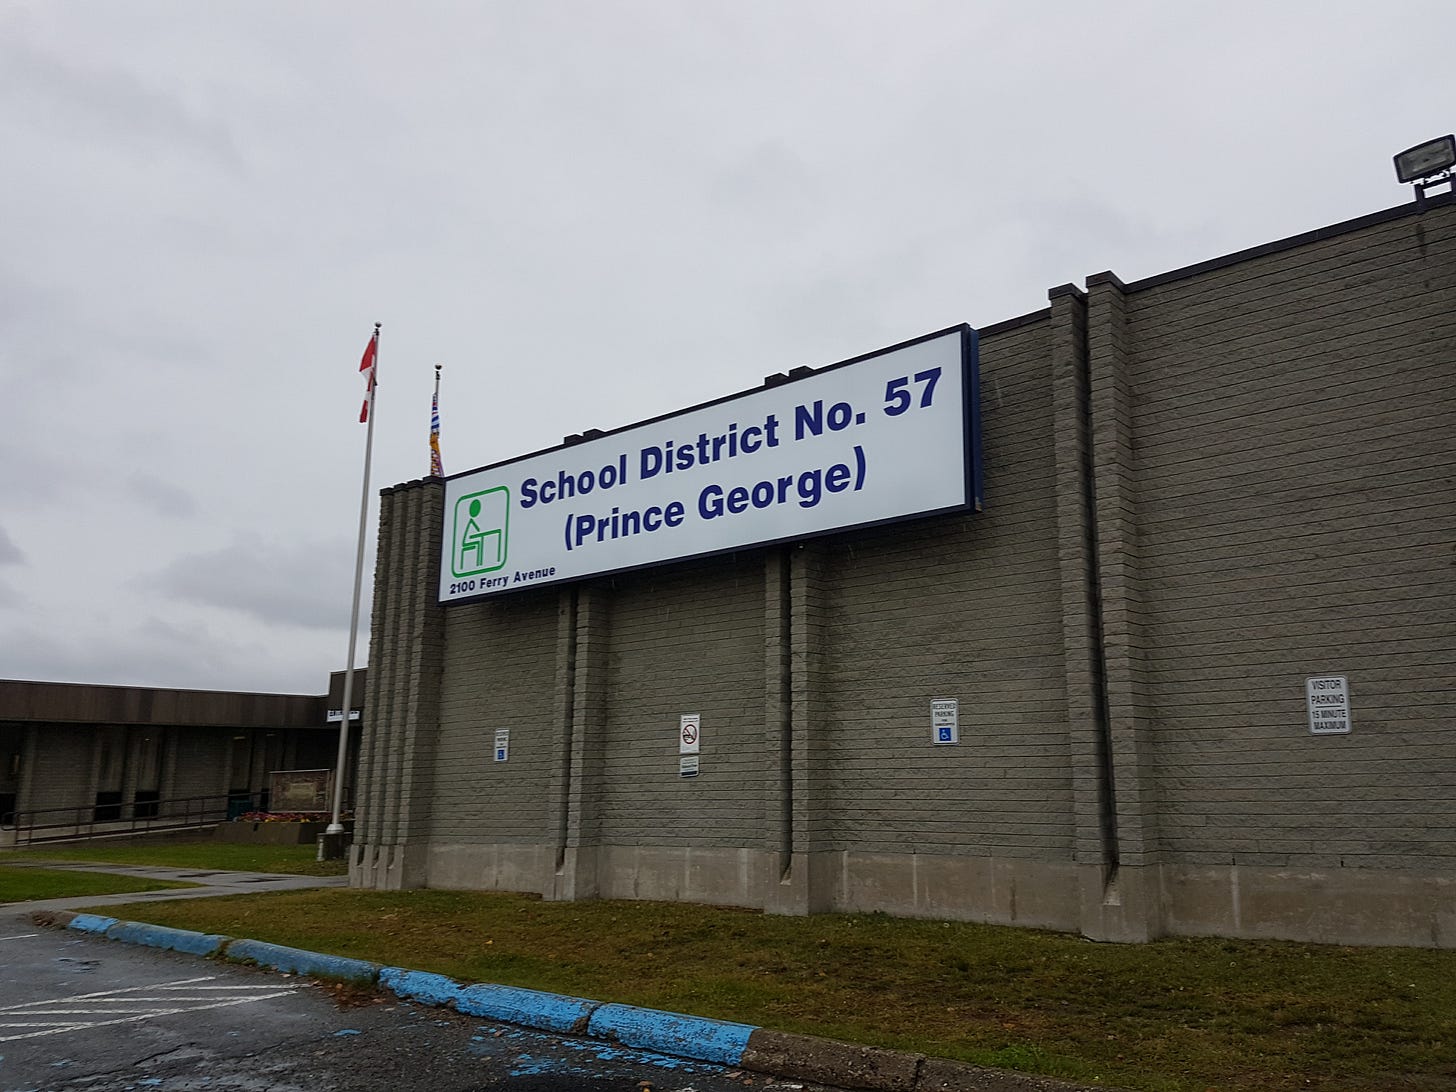 School District No. 57
(Prince George)
2100 Ferry Avenue
RESERVED
PARKING
VISITOR
PARKING
15 MINUTE
MAXIMUM